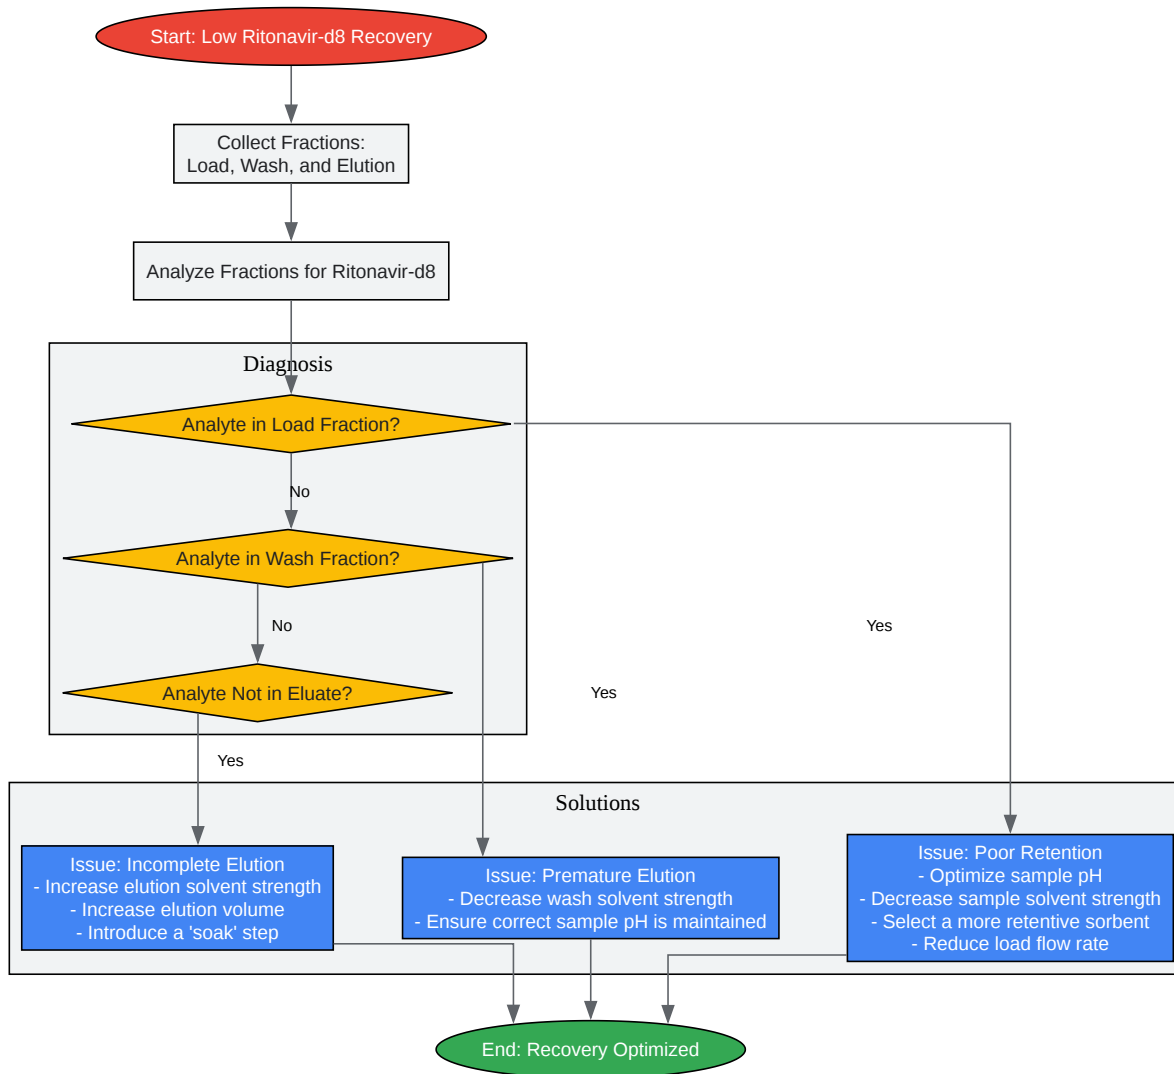 Start: Low Ritonavir-d8 Recovery
Collect Fractions:
Load, Wash, and Elution
Analyze Fractions for Ritonavir-d8
Diagnosis
Analyte in Load Fraction?
No
Analyte in Wash Fraction?
No
Yes
Analyte Not in Eluate?
Yes
Yes
Solutions
Issue: Incomplete Elution
- Increase elution solvent strength
- Increase elution volume
- Introduce a 'soak' step
Issue: Premature Elution
- Decrease wash solvent strength
- Ensure correct sample pH is maintained
Issue: Poor Retention
- Optimize sample pH
- Decrease sample solvent strength
- Select a more retentive sorbent
- Reduce load flow rate
End: Recovery Optimized